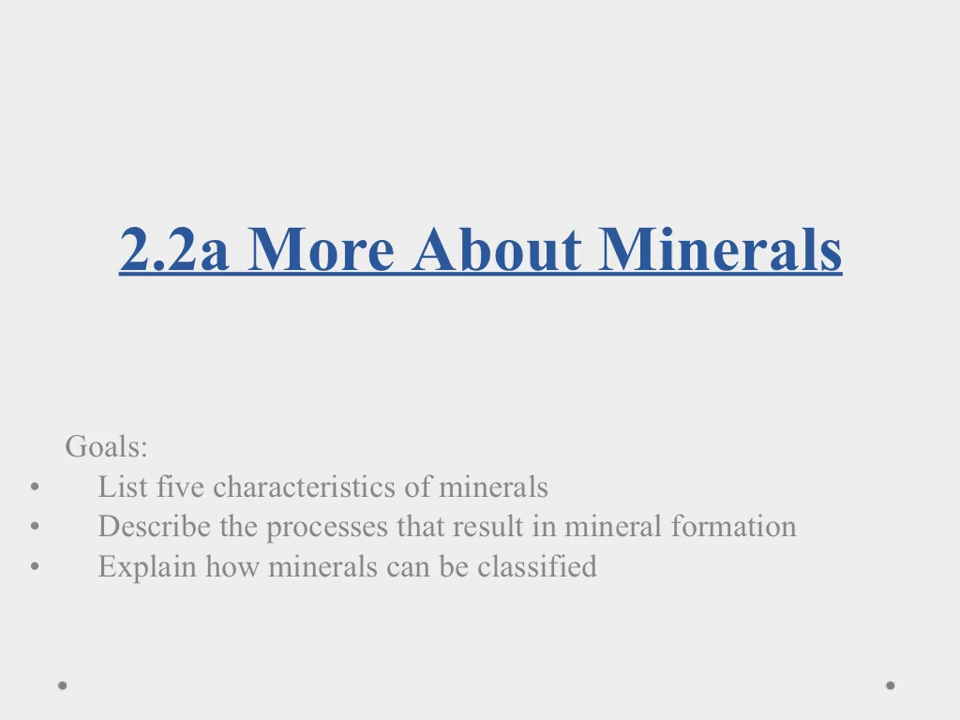 2.2a More About Minerals
Goals:
• List five characteristics of minerals
• Describe the processes that result in mineral formation
• Explain how minerals can be classified